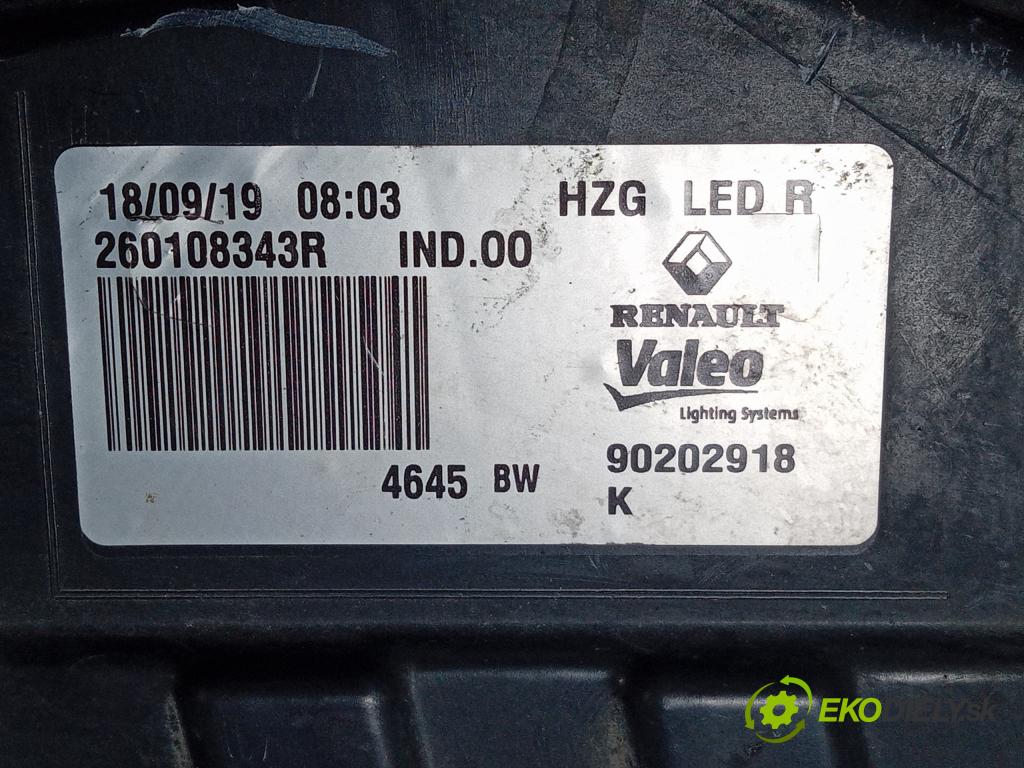 18/09/19 08:03 HZG LED R
260108343R IND.00
RENAULT
Valeo
Lighting Systems
4645 BW 90202918
K
EKODIELY.sk